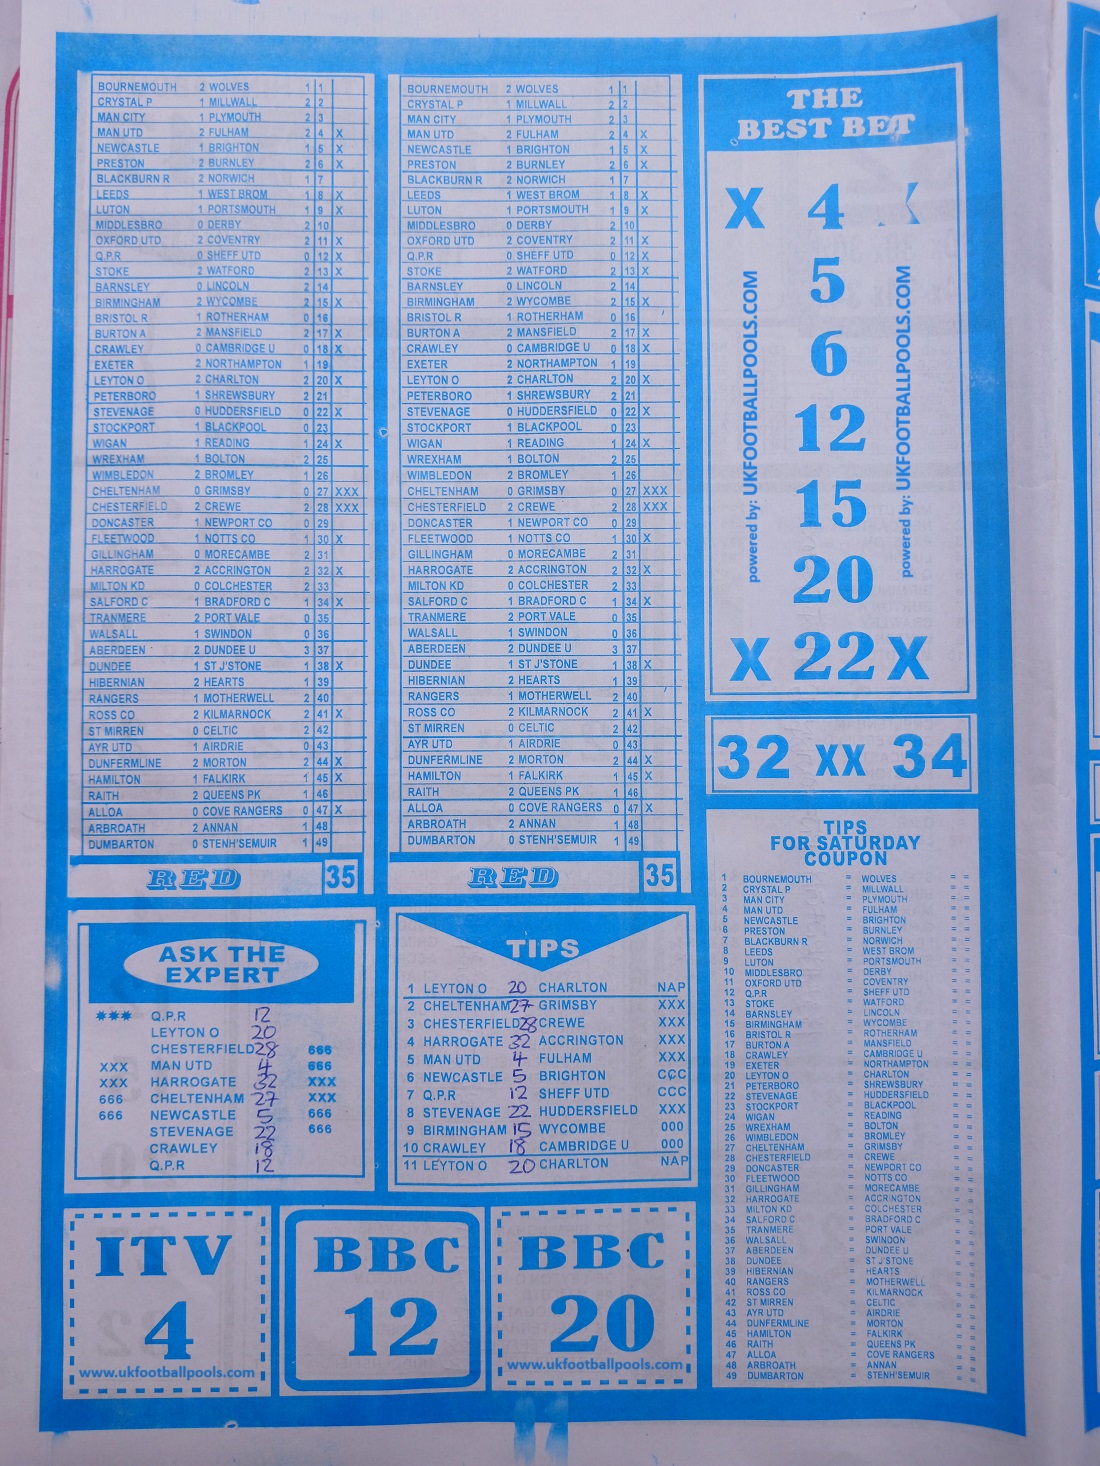 BOURNEMOUTH 2 WOLVES 1 1
CRYSTAL P 1 MILLWALL 2 2
MAN CITY 1 PLYMOUTH 2 3
MAN UTD 2 FULHAM 2 4 X
NEWCASTLE 1 BRIGHTON 1 5 X
PRESTON 2 BURNLEY 2 6 X
BLACKBURN R 2 NORWICH 1 7
LEEDS 1 WEST BROM 1 8 X
LUTON 1 PORTSMOUTH 1 9 X
MIDDLESBRO 0 DERBY 2 10
OXFORD UTD 2 COVENTRY 2 11 X
Q.P.R 0 SHEFF UTD 0 12 X
STOKE 2 WATFORD 2 13 X
BARNSLEY 0 LINCOLN 2 14
BIRMINGHAM 2 WYCOMBE 2 15 X
BRISTOL R 1 ROTHERHAM 0 16
BURTON A 2 MANSFIELD 2 17 X
CRAWLEY 0 CAMBRIDGE U 0 18 X
EXETER 2 NORTHAMPTON 1 19
LEYTON O 2 CHARLTON 2 20 X
PETERBORO 1 SHREWSBURY 2 21
STEVENAGE 0 HUDDERSFIELD 0 22 X
STOCKPORT 1 BLACKPOOL 0 23
WIGAN 1 READING 1 24 X
WREXHAM 1 BOLTON 2 25
WIMBLEDON 2 BROMLEY 1 26
CHELTENHAM 0 GRIMSBY 0 27 XXX
CHESTERFIELD 2 CREWE 2 28 XXX
DONCASTER 1 NEWPORT CO 0 29
FLEETWOOD 1 NOTTS CO 1 30 X
GILLINGHAM 0 MORECAMBE 2 31
HARROGATE 2 ACCRINGTON 2 32 X
MILTON KD 0 COLCHESTER 2 33
SALFORD C 1 BRADFORD C 1 34 X
TRANMERE 2 PORT VALE 0 35
WALSALL 1 SWINDON 0 36
ABERDEEN 2 DUNDEE U 3 37
DUNDEE 1 ST J'STONE 1 38 X
HIBERNIAN 2 HEARTS 1 39
RANGERS 1 MOTHERWELL 2 40
ROSS CO 2 KILMARNOCK 2 41 X
ST MIRREN 0 CELTIC 2 42
AYR UTD 1 AIRDRIE 0 43
DUNFERMLINE 2 MORTON 2 44 X
HAMILTON 1 FALKIRK 1 45 X
RAITH 2 QUEENS PK 1 46
ALLOA 0 COVE RANGERS 0 47 X
ARBROATH 2 ANNAN 1 48
DUMBARTON 0 STENH'SEMUIR 1 49
RED 35
BOURNEMOUTH 2 WOLVES 1 1
CRYSTAL P 1 MILLWALL 2 2
MAN CITY 1 PLYMOUTH 2 3
MAN UTD 2 FULHAM 2 4 X
NEWCASTLE 1 BRIGHTON 1 5 X
PRESTON 2 BURNLEY 2 6 X
BLACKBURN R 2 NORWICH 1 7
LEEDS 1 WEST BROM 1 8 X
LUTON 1 PORTSMOUTH 1 9 X
MIDDLESBRO 0 DERBY 2 10
OXFORD UTD 2 COVENTRY 2 11 X
Q.P.R 0 SHEFF UTD 0 12 X
STOKE 2 WATFORD 2 13 X
BARNSLEY 0 LINCOLN 2 14
BIRMINGHAM 2 WYCOMBE 2 15 X
BRISTOL R 1 ROTHERHAM 0 16
BURTON A 2 MANSFIELD 2 17 X
CRAWLEY 0 CAMBRIDGE U 0 18 X
EXETER 2 NORTHAMPTON 1 19
LEYTON O 2 CHARLTON 2 20 X
PETERBORO 1 SHREWSBURY 2 21
STEVENAGE 0 HUDDERSFIELD 0 22 X
STOCKPORT 1 BLACKPOOL 0 23
WIGAN 1 READING 1 24 X
WREXHAM 1 BOLTON 2 25
WIMBLEDON 2 BROMLEY 1 26
CHELTENHAM 0 GRIMSBY 0 27 XXX
CHESTERFIELD 2 CREWE 2 28 XXX
DONCASTER 1 NEWPORT CO 0 29
FLEETWOOD 1 NOTTS CO 1 30 X
GILLINGHAM 0 MORECAMBE 2 31
HARROGATE 2 ACCRINGTON 2 32 X
MILTON KD 0 COLCHESTER 2 33
SALFORD C 1 BRADFORD C 1 34 X
TRANMERE 2 PORT VALE 0 35
WALSALL 1 SWINDON 0 36
ABERDEEN 2 DUNDEE U 3 37
DUNDEE 1 ST J'STONE 1 38 X
HIBERNIAN 2 HEARTS 1 39
RANGERS 1 MOTHERWELL 2 40
ROSS CO 2 KILMARNOCK 2 41 X
ST MIRREN 0 CELTIC 2 42
AYR UTD 1 AIRDRIE 0 43
DUNFERMLINE 2 MORTON 2 44 X
HAMILTON 1 FALKIRK 1 45 X
RAITH 2 QUEENS PK 1 46
ALLOA 0 COVE RANGERS 0 47 X
ARBROATH 2 ANNAN 1 48
DUMBARTON 0 STENH'SEMUIR 1 49
RED 35
THE
BEST BET
X 4 X
5
6
12
15
20
X 22 X
powered by: UKFOOTBALLPOOLS.COM
powered by: UKFOOTBALLPOOLS.COM
32 XX 34
ASK THE
EXPERT
*** Q.P.R 12
LEYTON O 20
CHESTERFIELD 28 666
XXX MAN UTD 4 666
XXX HARROGATE 32 XXX
666 CHELTENHAM 27 XXX
666 NEWCASTLE 5 666
STEVENAGE 22 666
CRAWLEY 18
Q.P.R 12
TIPS
1 LEYTON O 20 CHARLTON NAP
2 CHELTENHAM 27 GRIMSBY XXX
3 CHESTERFIELD 28 CREWE XXX
4 HARROGATE 32 ACCRINGTON XXX
5 MAN UTD 4 FULHAM XXX
6 NEWCASTLE 5 BRIGHTON CCC
7 Q.P.R 12 SHEFF UTD CCC
8 STEVENAGE 22 HUDDERSFIELD XXX
9 BIRMINGHAM 15 WYCOMBE 000
10 CRAWLEY 18 CAMBRIDGE U 000
11 LEYTON O 20 CHARLTON NAP
TIPS
FOR SATURDAY
COUPON
1 BOURNEMOUTH = WOLVES = =
2 CRYSTAL P = MILLWALL = =
3 MAN CITY = PLYMOUTH = =
4 MAN UTD = FULHAM = =
5 NEWCASTLE = BRIGHTON = =
6 PRESTON = BURNLEY = =
7 BLACKBURN R = NORWICH = =
8 LEEDS = WEST BROM = =
9 LUTON = PORTSMOUTH = =
10 MIDDLESBRO = DERBY = =
11 OXFORD UTD = COVENTRY = =
12 Q.P.R = SHEFF UTD = =
13 STOKE = WATFORD = =
14 BARNSLEY = LINCOLN = =
15 BIRMINGHAM = WYCOMBE = =
16 BRISTOL R = ROTHERHAM = =
17 BURTON A = MANSFIELD = =
18 CRAWLEY = CAMBRIDGE U = =
19 EXETER = NORTHAMPTON = =
20 LEYTON O = CHARLTON = =
21 PETERBORO = SHREWSBURY = =
22 STEVENAGE = HUDDERSFIELD = =
23 STOCKPORT = BLACKPOOL = =
24 WIGAN = READING = =
25 WREXHAM = BOLTON = =
26 WIMBLEDON = BROMLEY = =
27 CHELTENHAM = GRIMSBY = =
28 CHESTERFIELD = CREWE = =
29 DONCASTER = NEWPORT CO = =
30 FLEETWOOD = NOTTS CO = =
31 GILLINGHAM = MORECAMBE = =
32 HARROGATE = ACCRINGTON = =
33 MILTON KD = COLCHESTER = =
34 SALFORD C = BRADFORD C = =
35 TRANMERE = PORT VALE = =
36 WALSALL = SWINDON = =
37 ABERDEEN = DUNDEE U = =
38 DUNDEE = ST J'STONE = =
39 HIBERNIAN = HEARTS = =
40 RANGERS = MOTHERWELL = =
41 ROSS CO = KILMARNOCK = =
42 ST MIRREN = CELTIC = =
43 AYR UTD = AIRDRIE = =
44 DUNFERMLINE = MORTON = =
45 HAMILTON = FALKIRK = =
46 RAITH = QUEENS PK = =
47 ALLOA = COVE RANGERS = =
48 ARBROATH = ANNAN = =
49 DUMBARTON = STENH'SEMUIR = =
ITV
4
www.ukfootballpools.com
BBC
12
BBC
20
www.ukfootballpools.com